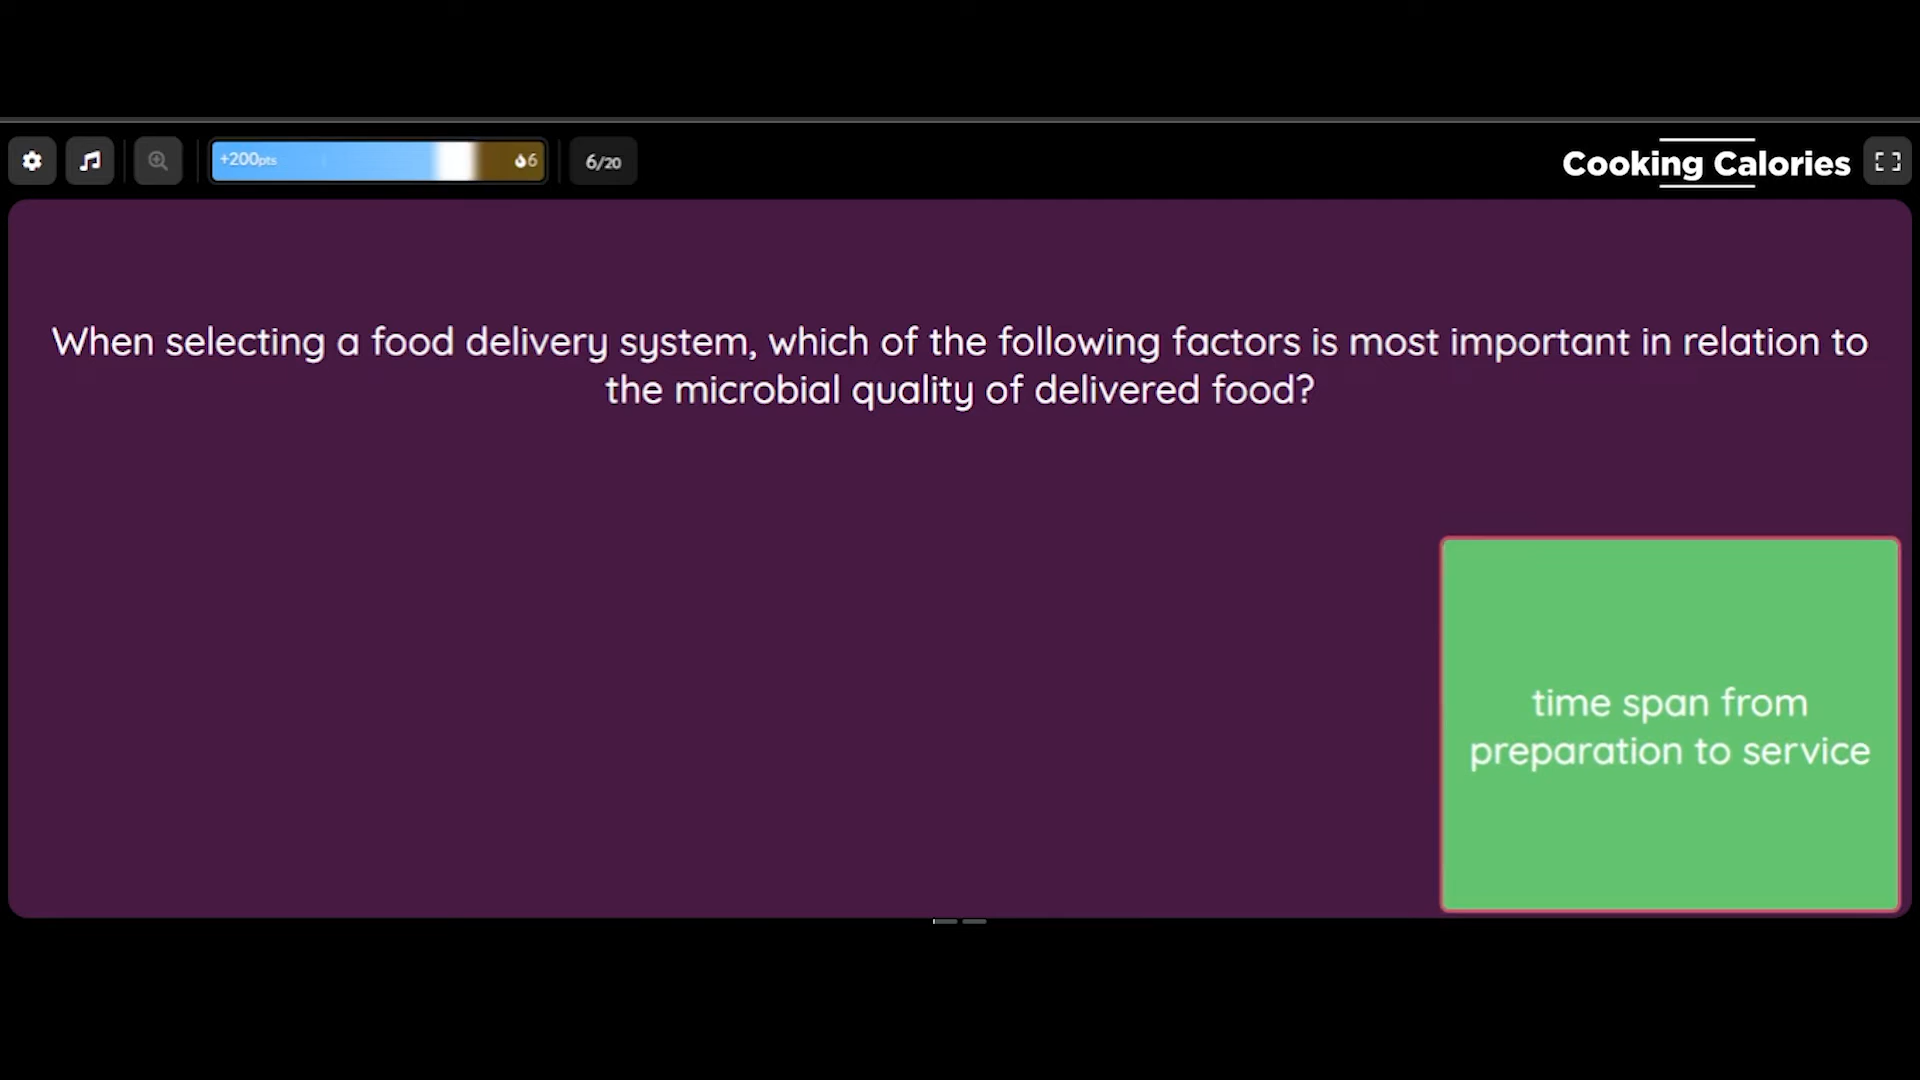 +200pts
6
6/20
Cooking Calories
When selecting a food delivery system, which of the following factors is most important in relation to
the microbial quality of delivered food?
time span from
preparation to service